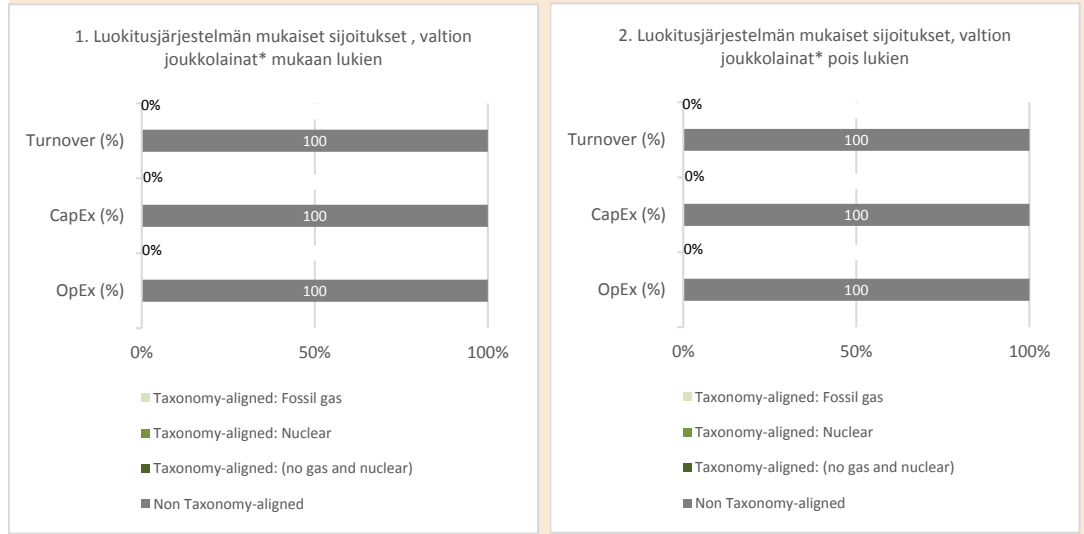 1. Luokitusjärjestelmän mukaiset sijoitukset , valtion
joukkolainat* mukaan lukien
0%
Turnover (%)
100
0%
CapEx (%)
100
0%
OpEx (%)
100
0%
50%
100%
Taxonomy-aligned: Fossil gas
Taxonomy-aligned: Nuclear
Taxonomy-aligned: (no gas and nuclear)
Non Taxonomy-aligned
2. Luokitusjärjestelmän mukaiset sijoitukset, valtion
joukkolainat* pois lukien
0%
Turnover (%)
100
0%
CapEx (%)
100
0%
OpEx (%)
100
0%
50%
100%
Taxonomy-aligned: Fossil gas
Taxonomy-aligned: Nuclear
Taxonomy-aligned: (no gas and nuclear)
Non Taxonomy-aligned